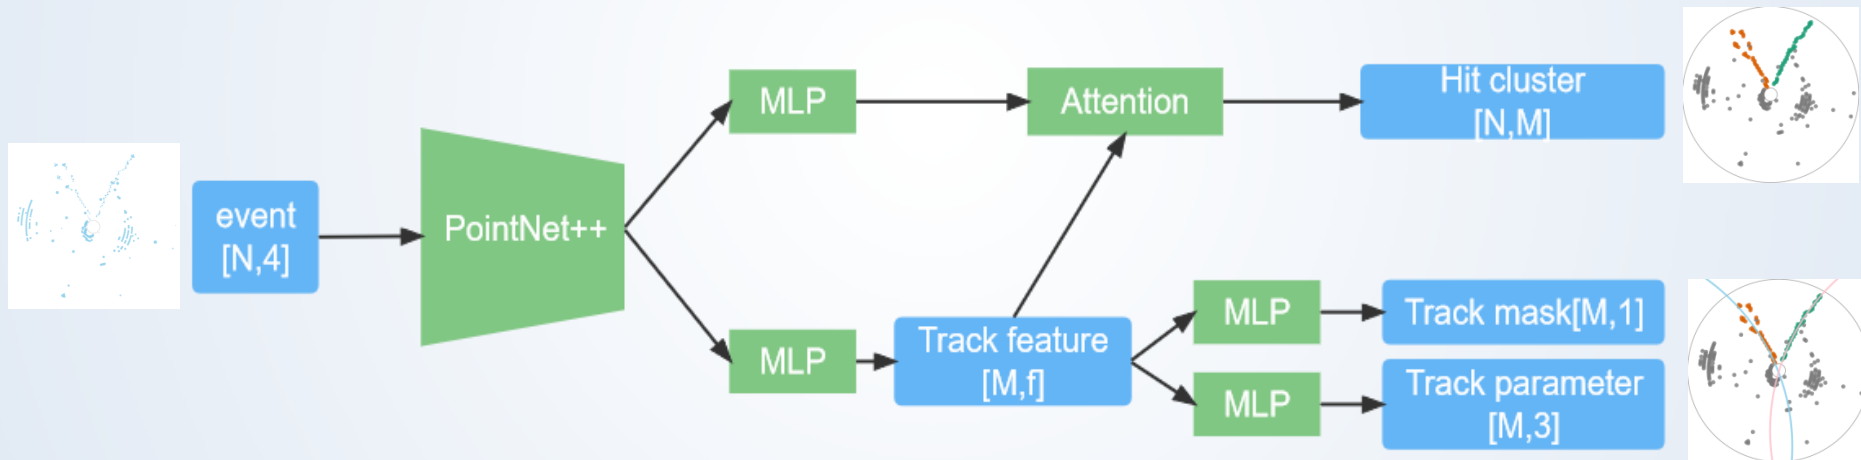 event
[N,4]
PointNet++
MLP
Attention
Hit cluster
[N,M]
MLP
Track feature
[M,f]
MLP
Track mask[M,1]
MLP
Track parameter
[M,3]